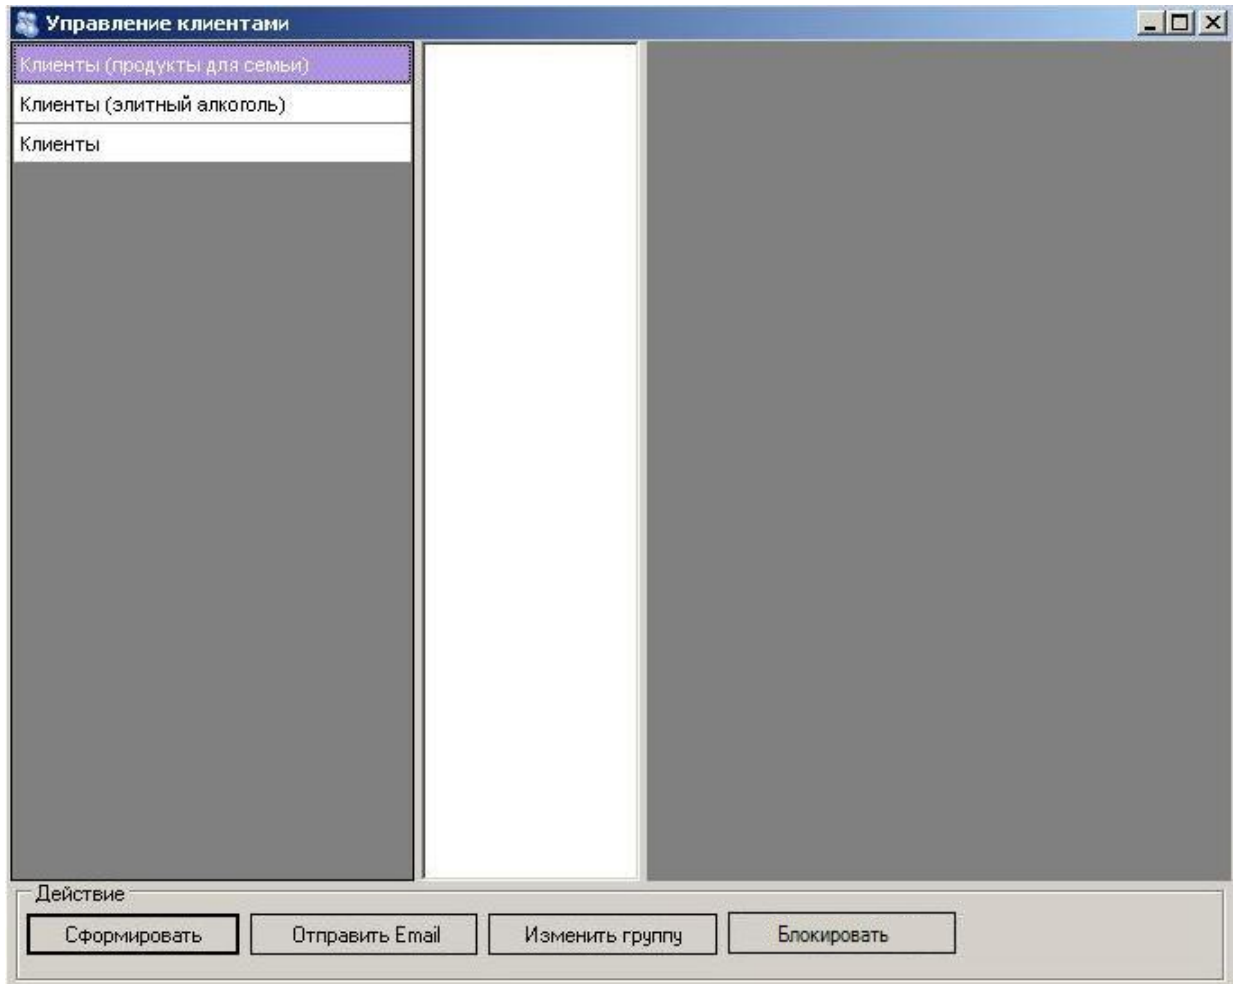 Управление клиентами
Клиенты (продукты для семьи)
Клиенты (элитный алкоголь)
Клиенты
Действие
Сформировать
Отправить Email
Изменить группу
Блокировать